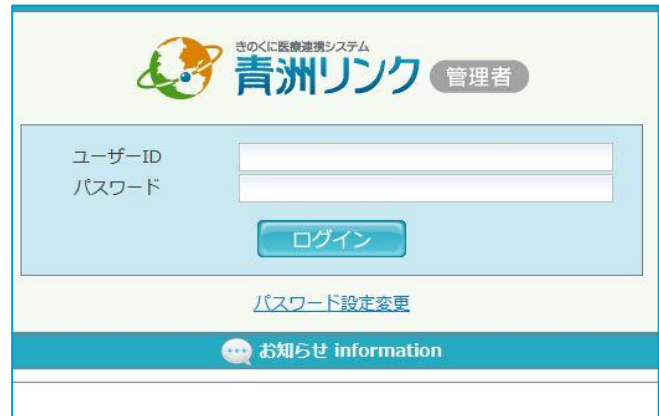 きのくに医療連携システム
青洲リンク 管理者
ユーザーID
パスワード
ログイン
パスワード設定変更
お知らせ information